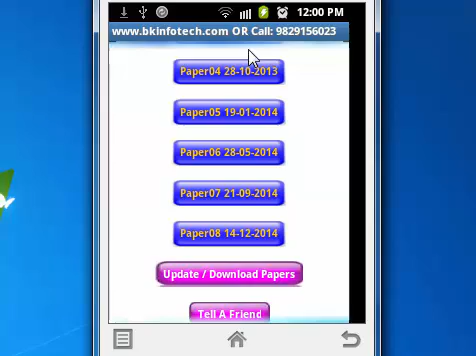 12:00 PM
www.bkinfotech.com OR Call: 9829156023
Paper04 28-10-2013
Paper05 19-01-2014
Paper06 28-05-2014
Paper07 21-09-2014
Paper08 14-12-2014
Update / Download Papers
Tell A Friend